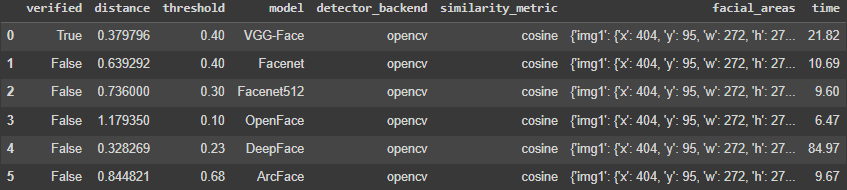 verified distance threshold model detector_backend similarity_metric facial_areas time
0 True 0.379796 0.40 VGG-Face opencv cosine {'img1': {'x': 404, 'y': 95, 'w': 272, 'h': 27... 21.82
1 False 0.639292 0.40 Facenet opencv cosine {'img1': {'x': 404, 'y': 95, 'w': 272, 'h': 27... 10.69
2 False 0.736000 0.30 Facenet512 opencv cosine {'img1': {'x': 404, 'y': 95, 'w': 272, 'h': 27... 9.60
3 False 1.179350 0.10 OpenFace opencv cosine {'img1': {'x': 404, 'y': 95, 'w': 272, 'h': 27... 6.47
4 False 0.328269 0.23 DeepFace opencv cosine {'img1': {'x': 404, 'y': 95, 'w': 272, 'h': 27... 84.97
5 False 0.844821 0.68 ArcFace opencv cosine {'img1': {'x': 404, 'y': 95, 'w': 272, 'h': 27... 9.67